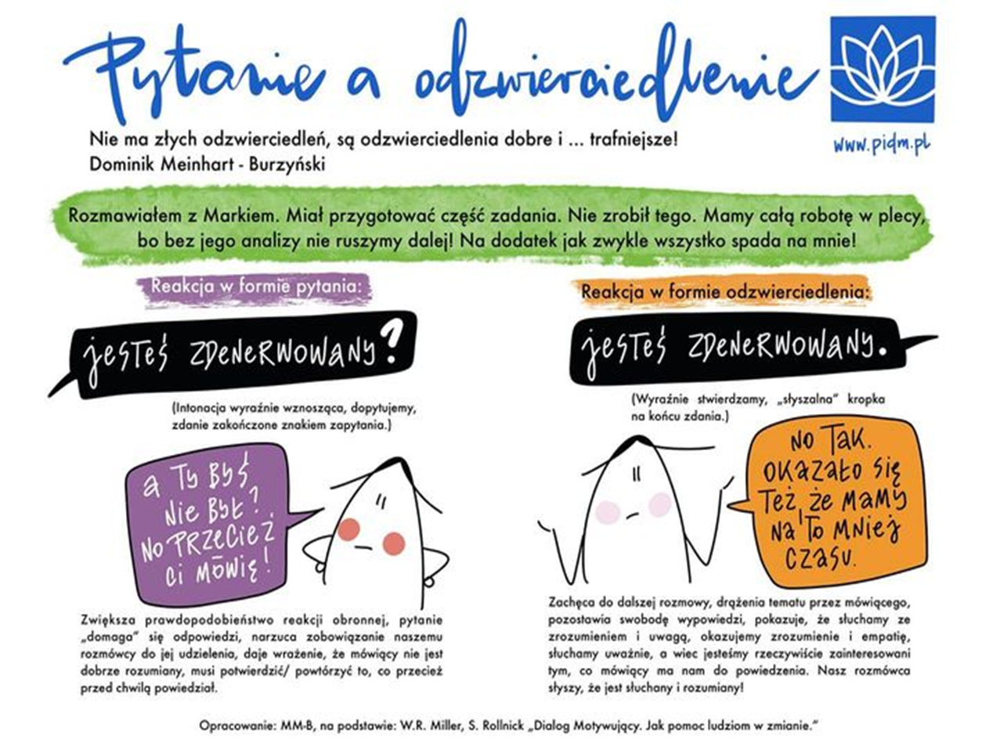 Pytanie a odzwierciedlenie
www.pidm.pl
Nie ma złych odzwierciedleń, są odzwierciedlenia dobre i ... trafniejsze!
Dominik Meinhart - Burzyński
Rozmawiałem z Markiem. Miał przygotować część zadania. Nie zrobił tego. Mamy całą robotę w plecy,
bo bez jego analizy nie ruszymy dalej! Na dodatek jak zwykle wszystko spada na mnie!
Reakcja w formie pytania:
JESTEŚ ZDENERWOWANY?
(Intonacja wyraźnie wznosząca, dopytujemy,
zdanie zakończone znakiem zapytania.)
A TY BYŚ
NIE BYŁ?
NO PRZECIEŻ
CI MÓWIĘ!
Zwiększa prawdopodobieństwo reakcji obronnej, pytanie
„domaga” się odpowiedzi, narzuca zobowiązanie naszemu
rozmówcy do jej udzielenia, daje wrażenie, że mówiący nie jest
dobrze rozumiany, musi potwierdzić/ powtórzyć to, co przecież
przed chwilą powiedział.
Reakcja w formie odzwierciedlenia:
JESTEŚ ZDENERWOWANY.
(Wyraźnie stwierdzamy, „słyszalna” kropka
na końcu zdania.)
NO TAK.
OKAZAŁO SIĘ
TEŻ, ŻE MAMY
NA TO MNIEJ
CZASU.
Zachęca do dalszej rozmowy, drążenia tematu przez mówiącego,
pozostawia swobodę wypowiedzi, pokazuje, że słuchamy ze
zrozumieniem i uwagą, okazujemy zrozumienie i empatię,
słuchamy uważnie, a wiec jesteśmy rzeczywiście zainteresowani
tym, co mówiący ma nam do powiedzenia. Nasz rozmówca
słyszy, że jest słuchany i rozumiany!
Opracowanie: MM-B, na podstawie: W.R. Miller, S. Rollnick „Dialog Motywujący. Jak pomoc ludziom w zmianie.”